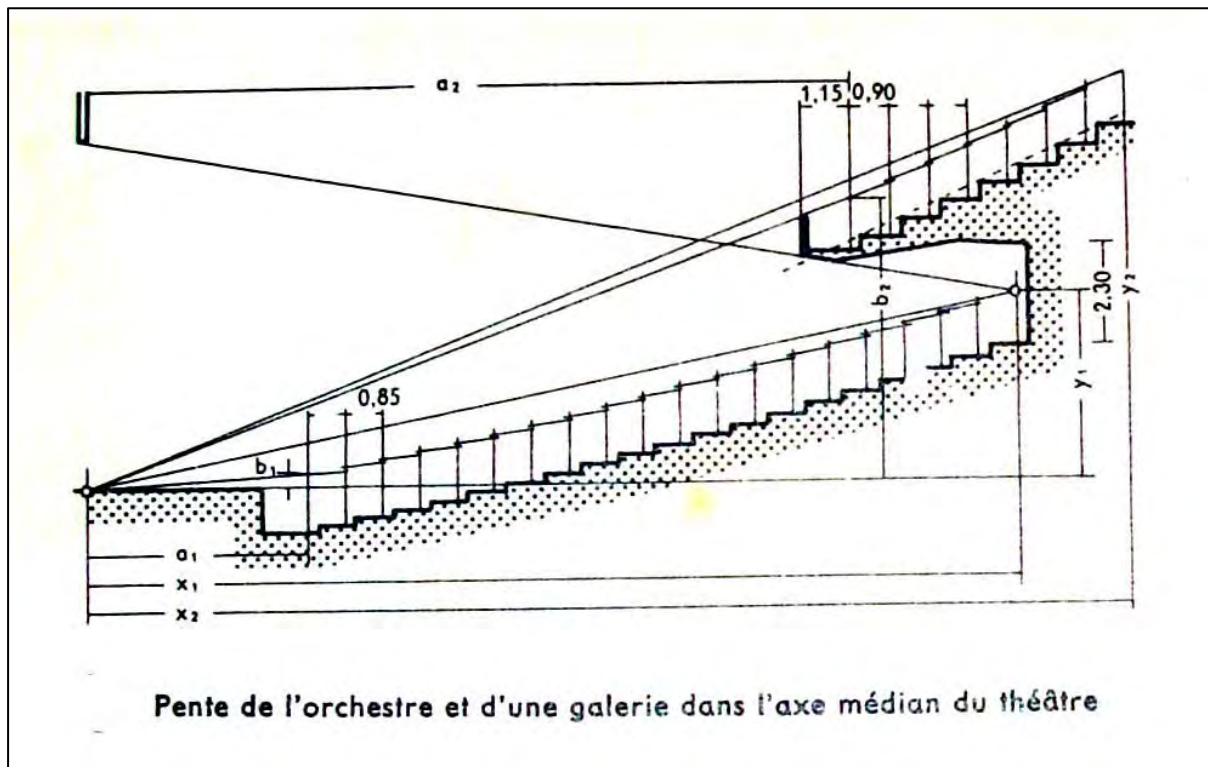 a₂
1,15 0,90
b₂
2.30
y₂
y₁
0,85
b₁
a₁
x₁
x₂
Pente de l'orchestre et d'une galerie dans l'axe médian du théâtre